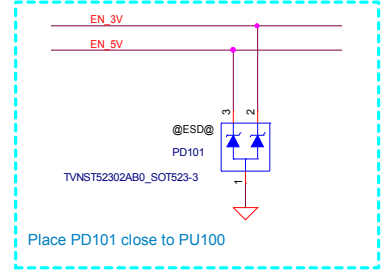 EN_3V
EN_5V
3
2
@ESD@
PD101
TVNST52302AB0_SOT523-3
1
Place PD101 close to PU100